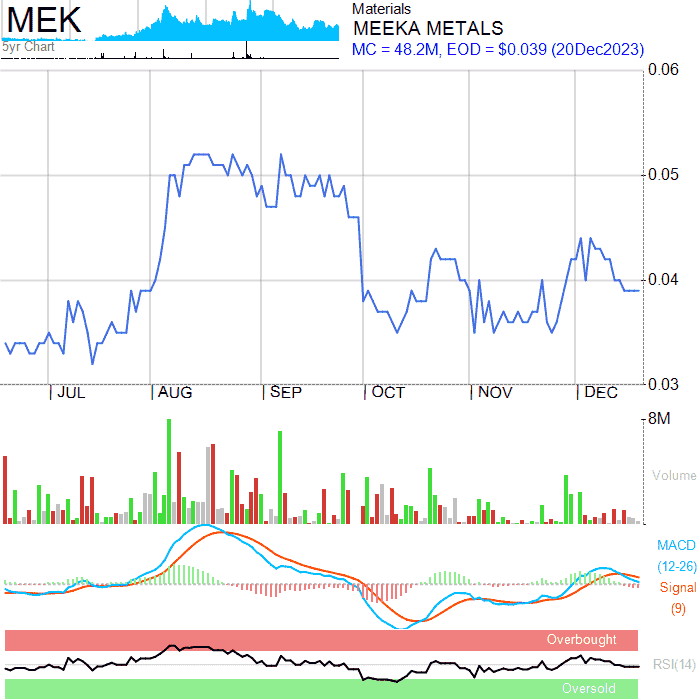 MEK
5yr Chart
Materials
MEEKA METALS
MC = 48.2M, EOD = $0.039 (20Dec2023)
0.06
0.05
0.04
0.03
JUL AUG SEP OCT NOV DEC
8M
Volume
MACD
(12-26)
Signal
(9)
Overbought
RSI(14)
Oversold